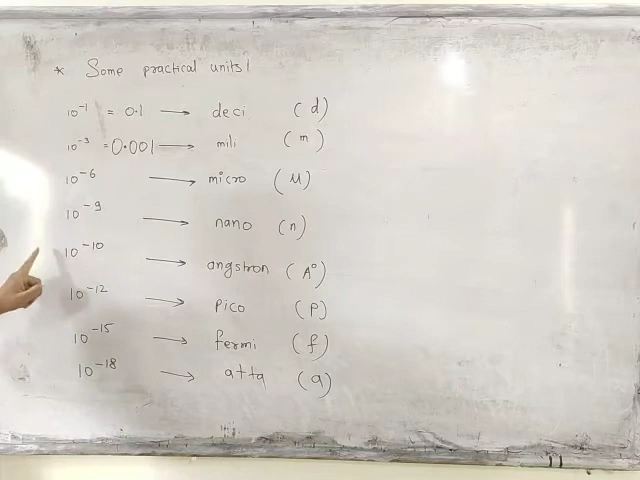 * Some practical units!
10⁻¹ = 0.1 → deci (d)
10⁻³ = 0.001 → mili (m)
10⁻⁶ → micro (μ)
10⁻⁹ → nano (n)
10⁻¹⁰ → angstron (A°)
10⁻¹² → pico (p)
10⁻¹⁵ → fermi (f)
10⁻¹⁸ → atta (a)